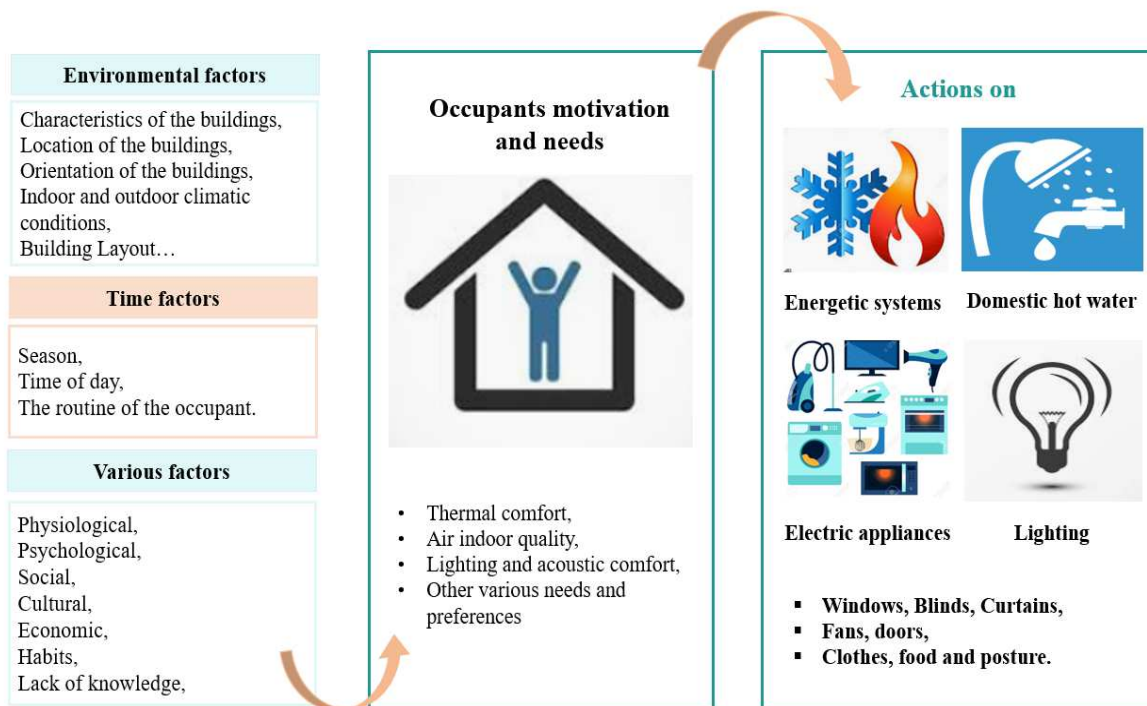 Environmental factors
Characteristics of the buildings,
Location of the buildings,
Orientation of the buildings,
Indoor and outdoor climatic
conditions,
Building Layout…
Time factors
Season,
Time of day,
The routine of the occupant.
Various factors
Physiological,
Psychological,
Social,
Cultural,
Economic,
Habits,
Lack of knowledge,
Occupants motivation
and needs
• Thermal comfort,
• Air indoor quality,
• Lighting and acoustic comfort,
• Other various needs and
preferences
Actions on
Energetic systems
Domestic hot water
Electric appliances
Lighting
▪ Windows, Blinds, Curtains,
▪ Fans, doors,
▪ Clothes, food and posture.